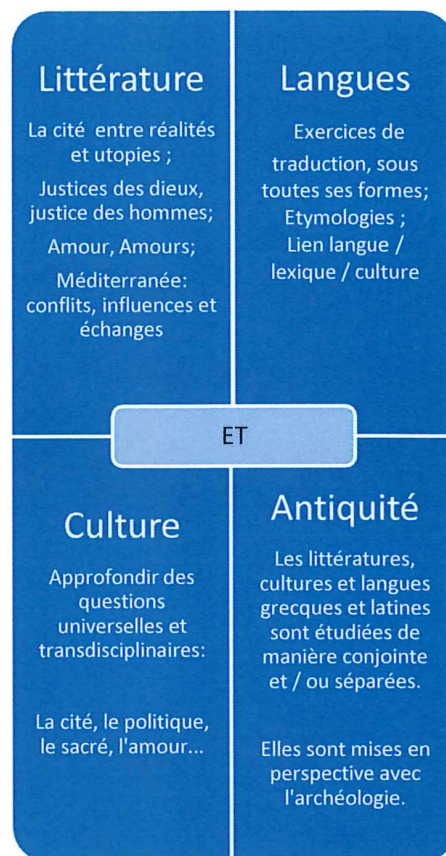 Littérature
La cité entre réalités
et utopies ;
Justices des dieux,
justice des hommes;
Amour, Amours;
Méditerranée:
conflits, influences et
échanges
Langues
Exercices de
traduction, sous
toutes ses formes;
Etymologies ;
Lien langue /
lexique / culture
ET
Culture
Approfondir des
questions
universelles et
transdisciplinaires:
La cité, le politique,
le sacré, l'amour...
Antiquité
Les littératures,
cultures et langues
grecques et latines
sont étudiées de
manière conjointe
et / ou séparées.
Elles sont mises en
perspective avec
l'archéologie.